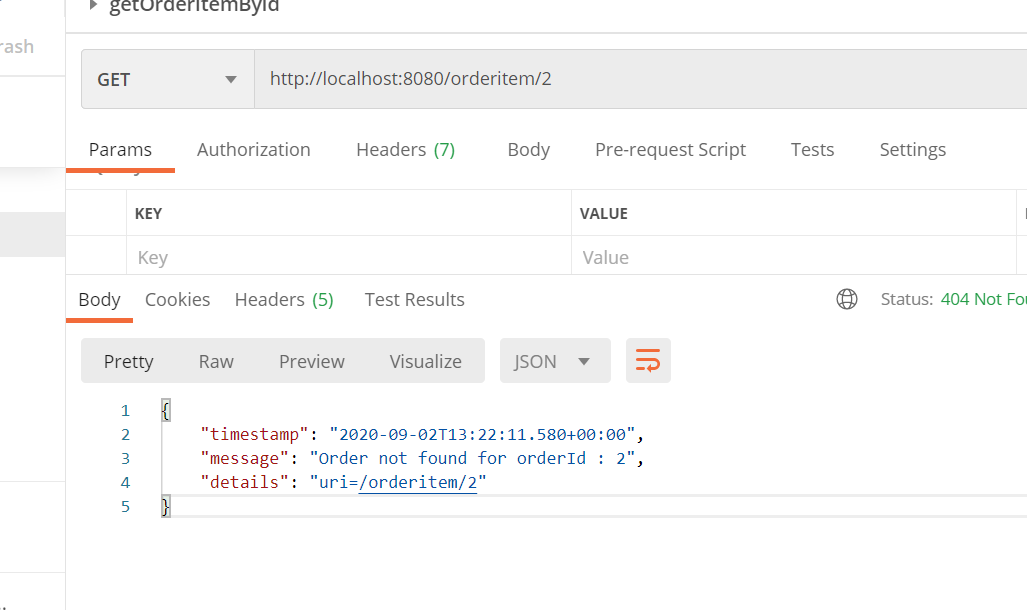 getOrderItemById
rash
GET http://localhost:8080/orderitem/2
Params Authorization Headers (7) Body Pre-request Script Tests Settings
KEY VALUE
Key Value
Body Cookies Headers (5) Test Results Status: 404 Not Fou
Pretty Raw Preview Visualize JSON
1 {
2 "timestamp": "2020-09-02T13:22:11.580+00:00",
3 "message": "Order not found for orderId : 2",
4 "details": "uri=/orderitem/2"
5 }